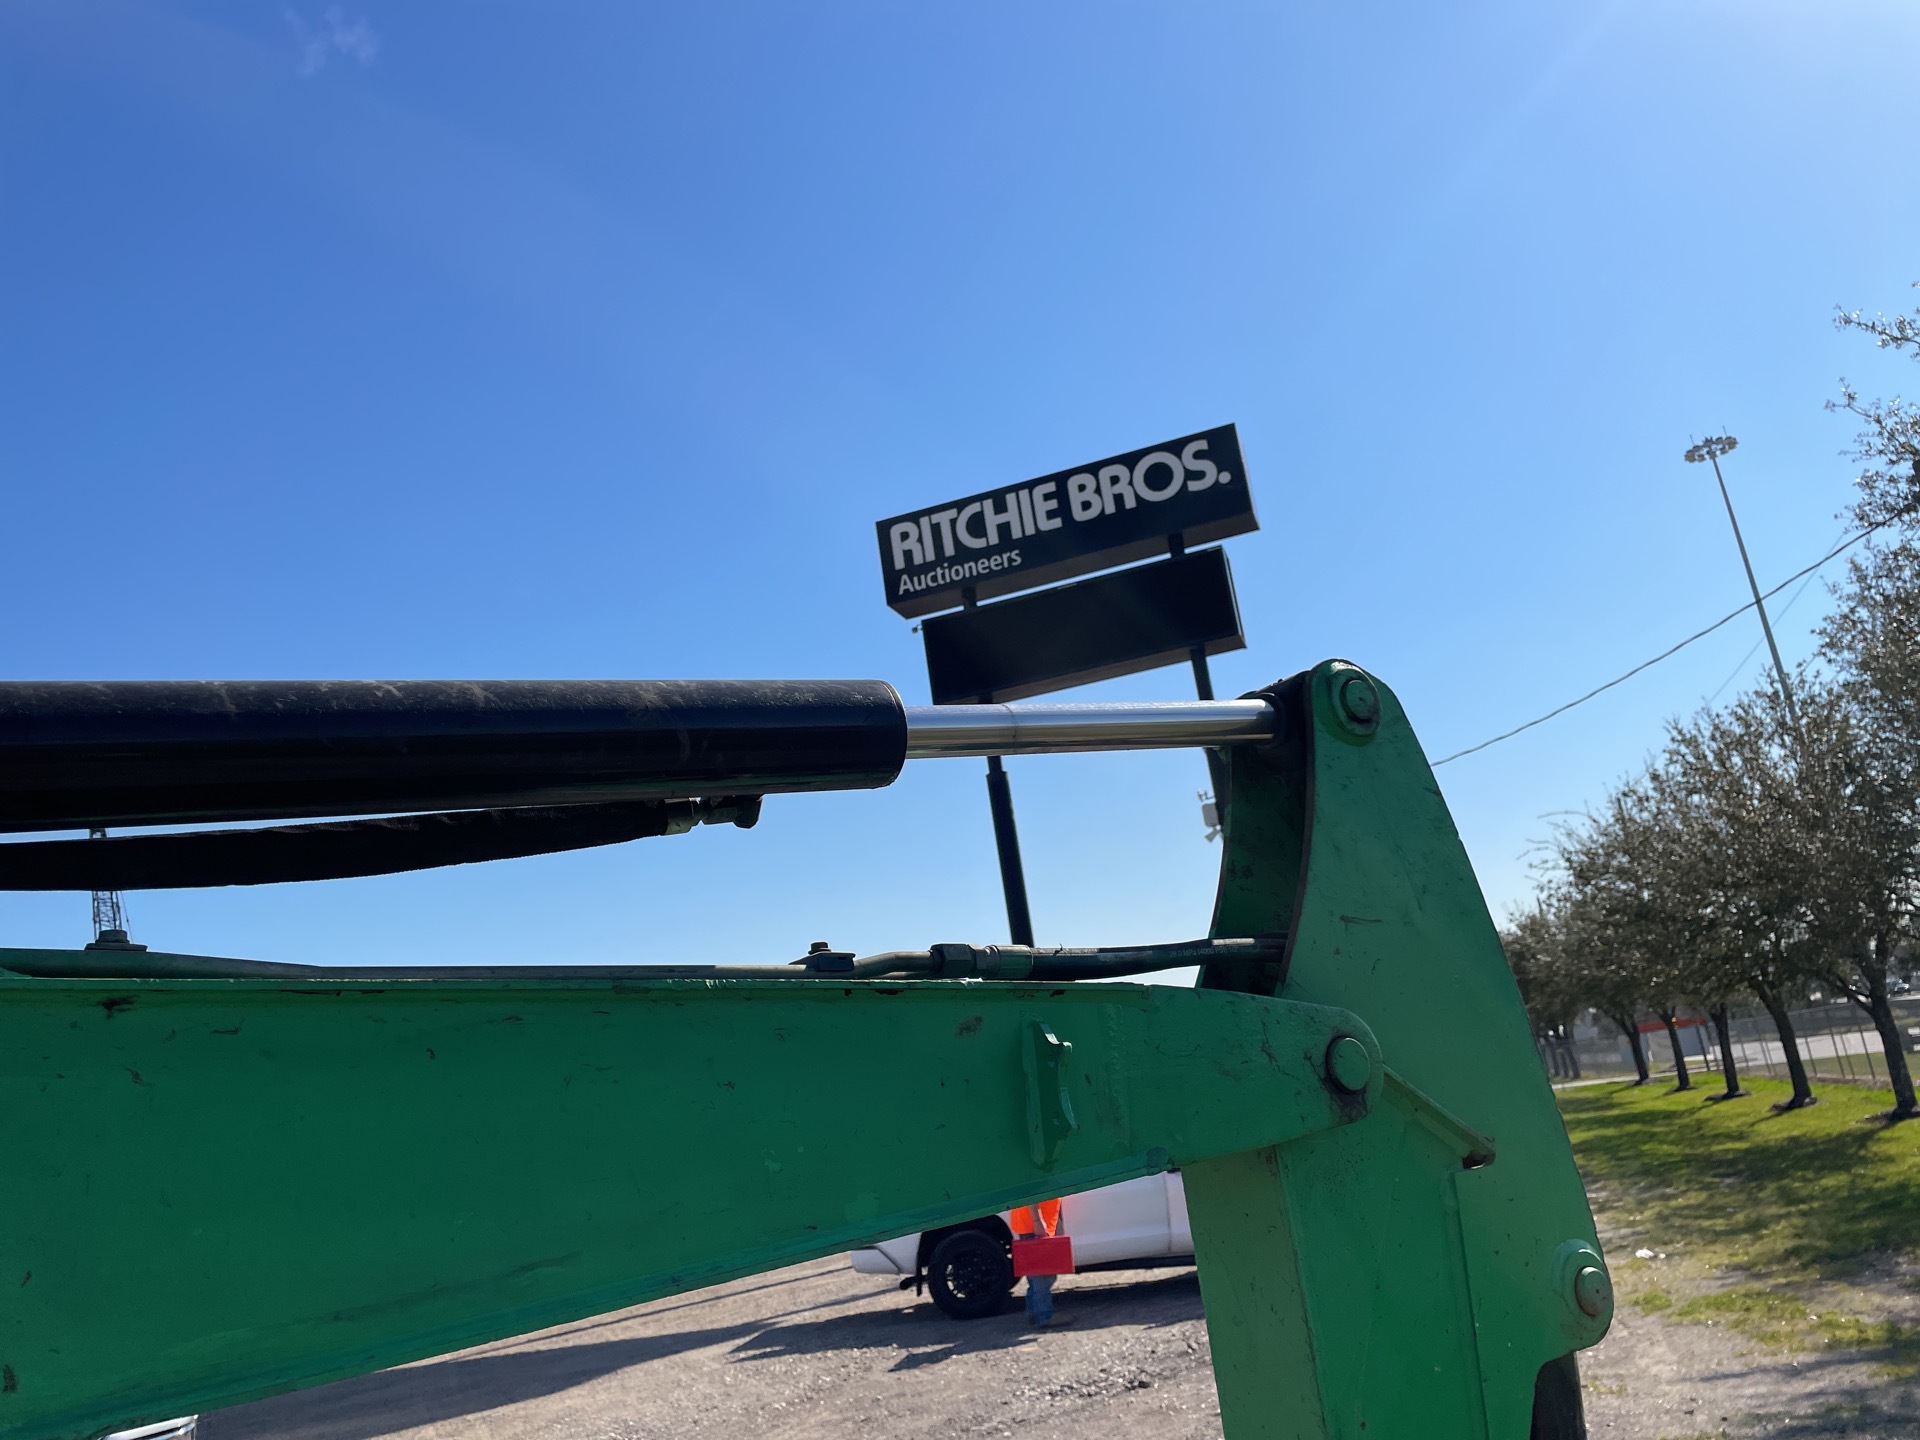 RITCHIE BROS.
Auctioneers